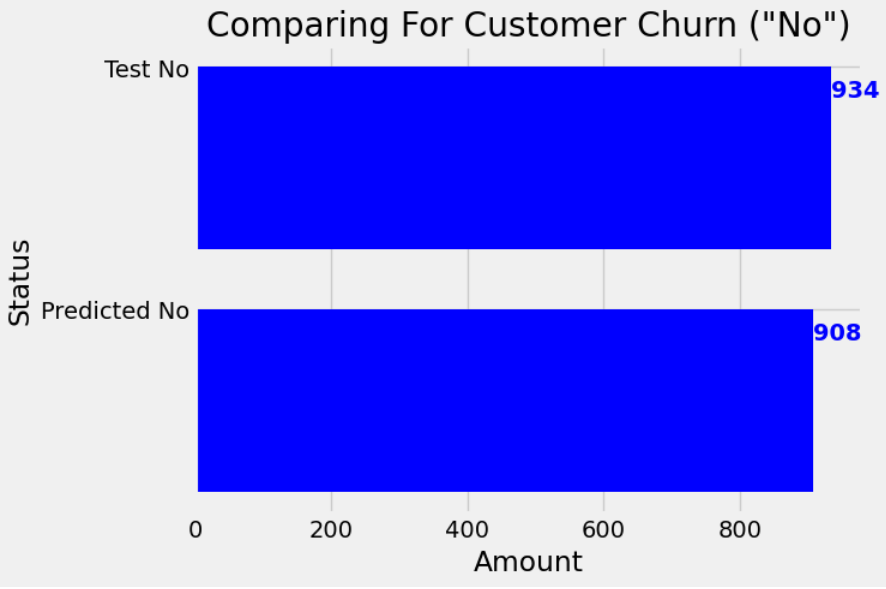 Comparing For Customer Churn ("No")
Test No
934
Status
Predicted No
908
0 200 400 600 800
Amount